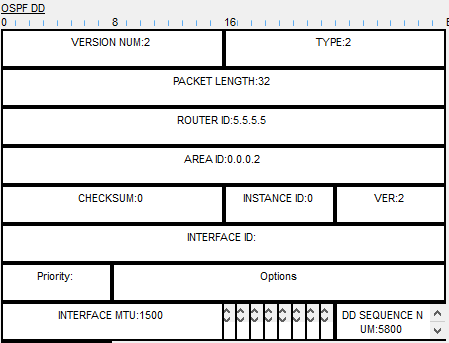 OSPF DD
0 8 16
VERSION NUM:2 TYPE:2
PACKET LENGTH:32
ROUTER ID:5.5.5.5
AREA ID:0.0.0.2
CHECKSUM:0 INSTANCE ID:0 VER:2
INTERFACE ID:
Priority: Options
INTERFACE MTU:1500 DD SEQUENCE N
UM:5800